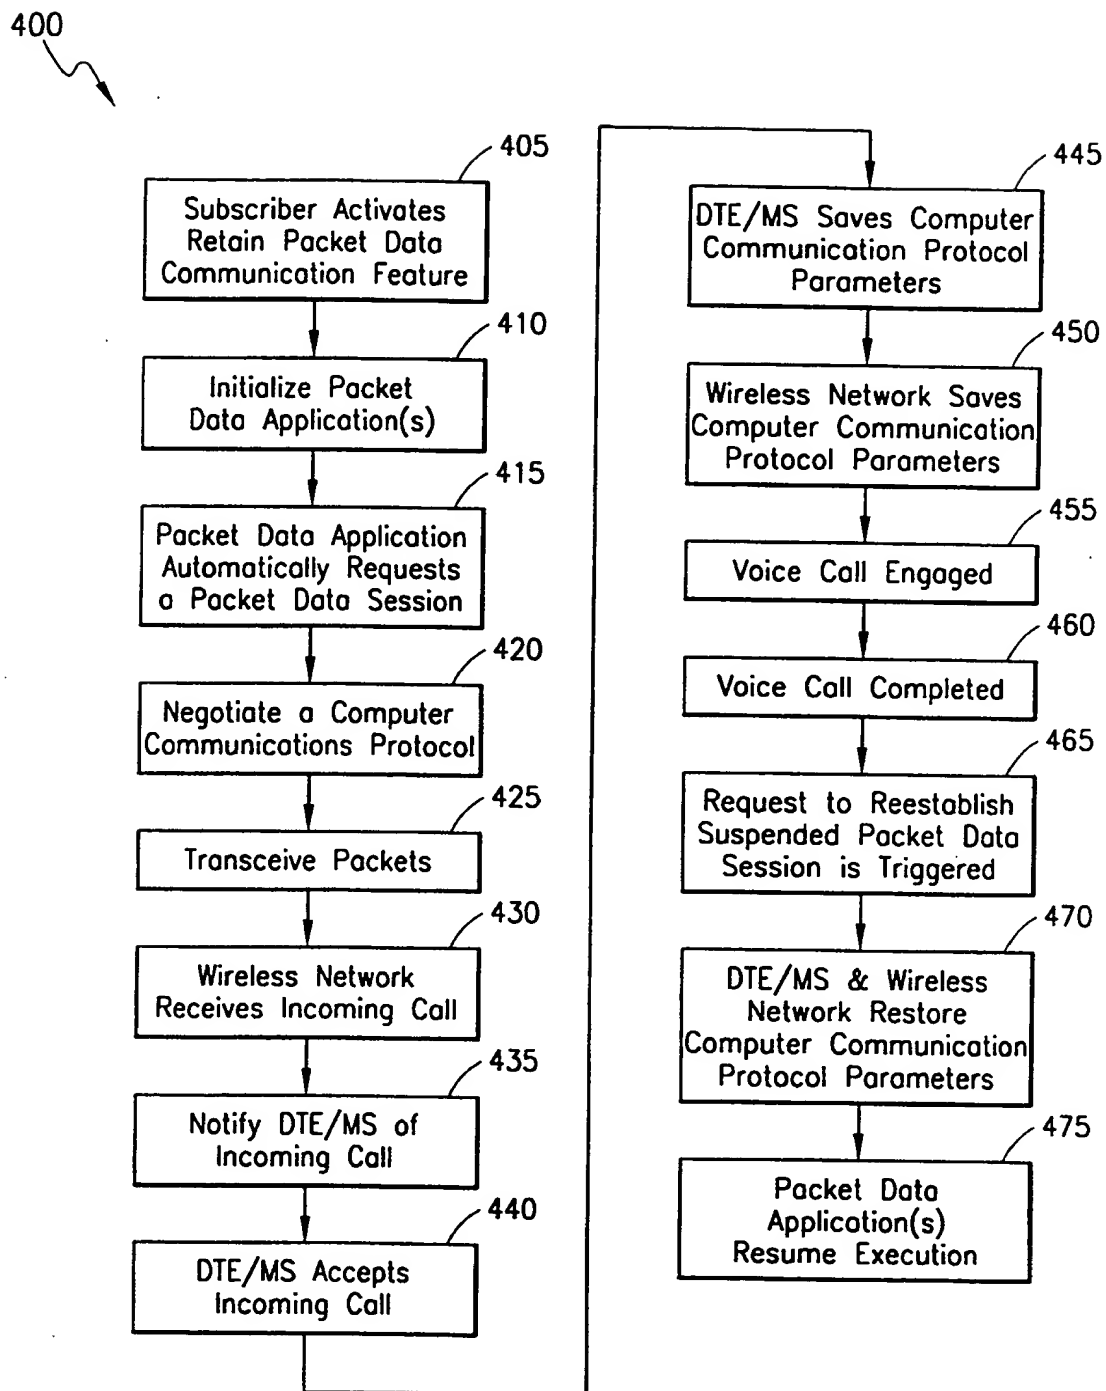 400
405
Subscriber Activates
Retain Packet Data
Communication Feature
410
Initialize Packet
Data Application(s)
415
Packet Data Application
Automatically Requests
a Packet Data Session
420
Negotiate a Computer
Communications Protocol
425
Transceive Packets
430
Wireless Network
Receives Incoming Call
435
Notify DTE/MS of
Incoming Call
440
DTE/MS Accepts
Incoming Call
445
DTE/MS Saves Computer
Communication Protocol
Parameters
450
Wireless Network Saves
Computer Communication
Protocol Parameters
455
Voice Call Engaged
460
Voice Call Completed
465
Request to Reestablish
Suspended Packet Data
Session is Triggered
470
DTE/MS & Wireless
Network Restore
Computer Communication
Protocol Parameters
475
Packet Data
Application(s)
Resume Execution